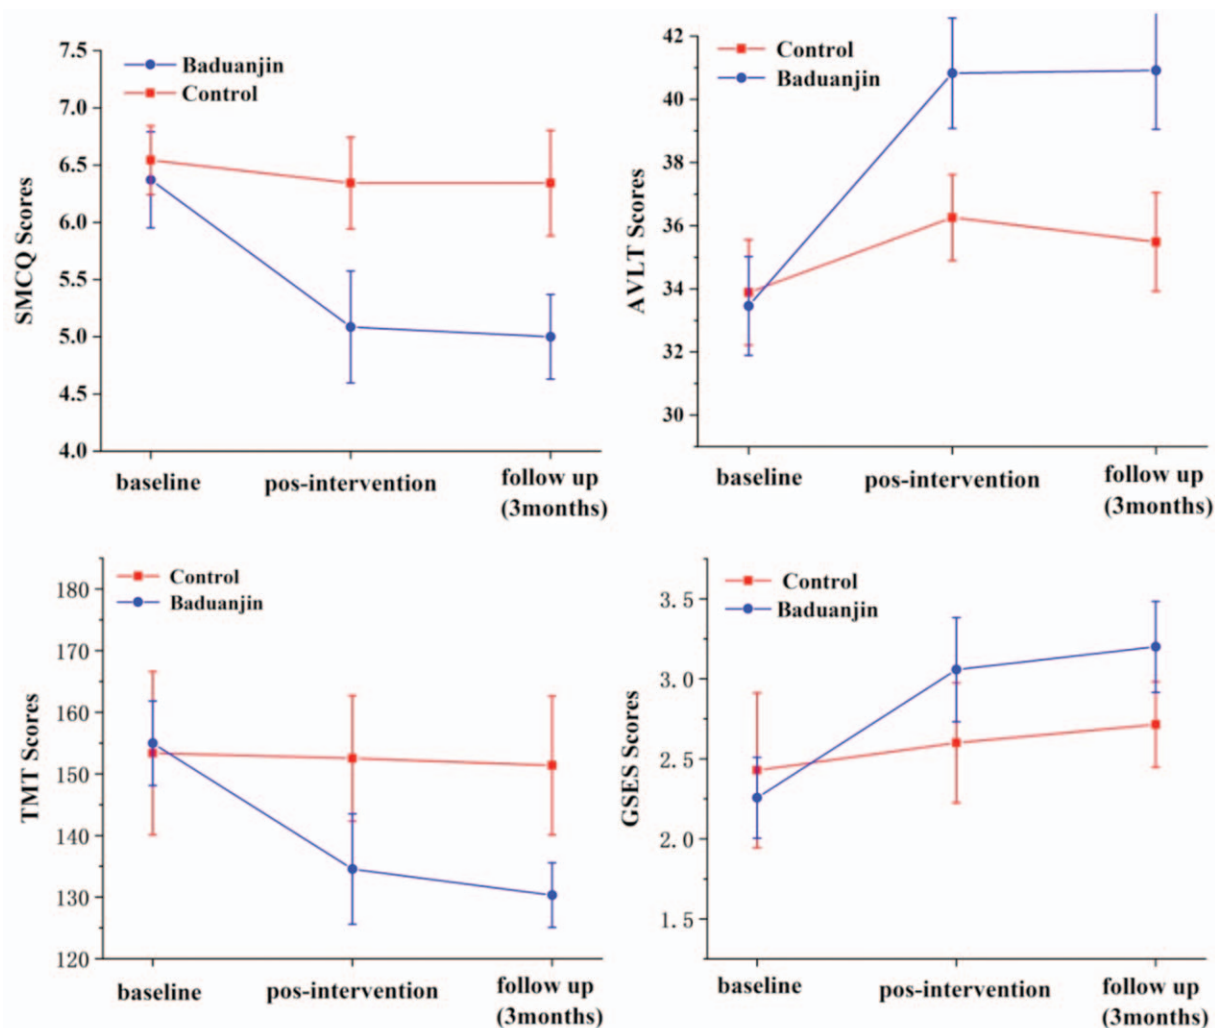 SMCQ Scores
7.5
7.0
6.5
6.0
5.5
5.0
4.5
4.0
Baduanjin
Control
baseline
pos-intervention
follow up
(3months)
AVLT Scores
42
40
38
36
34
32
30
Control
Baduanjin
baseline
pos-intervention
follow up
(3months)
TMT Scores
180
170
160
150
140
130
120
Control
Baduanjin
baseline
pos-intervention
follow up
(3months)
GSES Scores
3.5
3.0
2.5
2.0
1.5
Control
Baduanjin
baseline
pos-intervention
follow up
(3months)